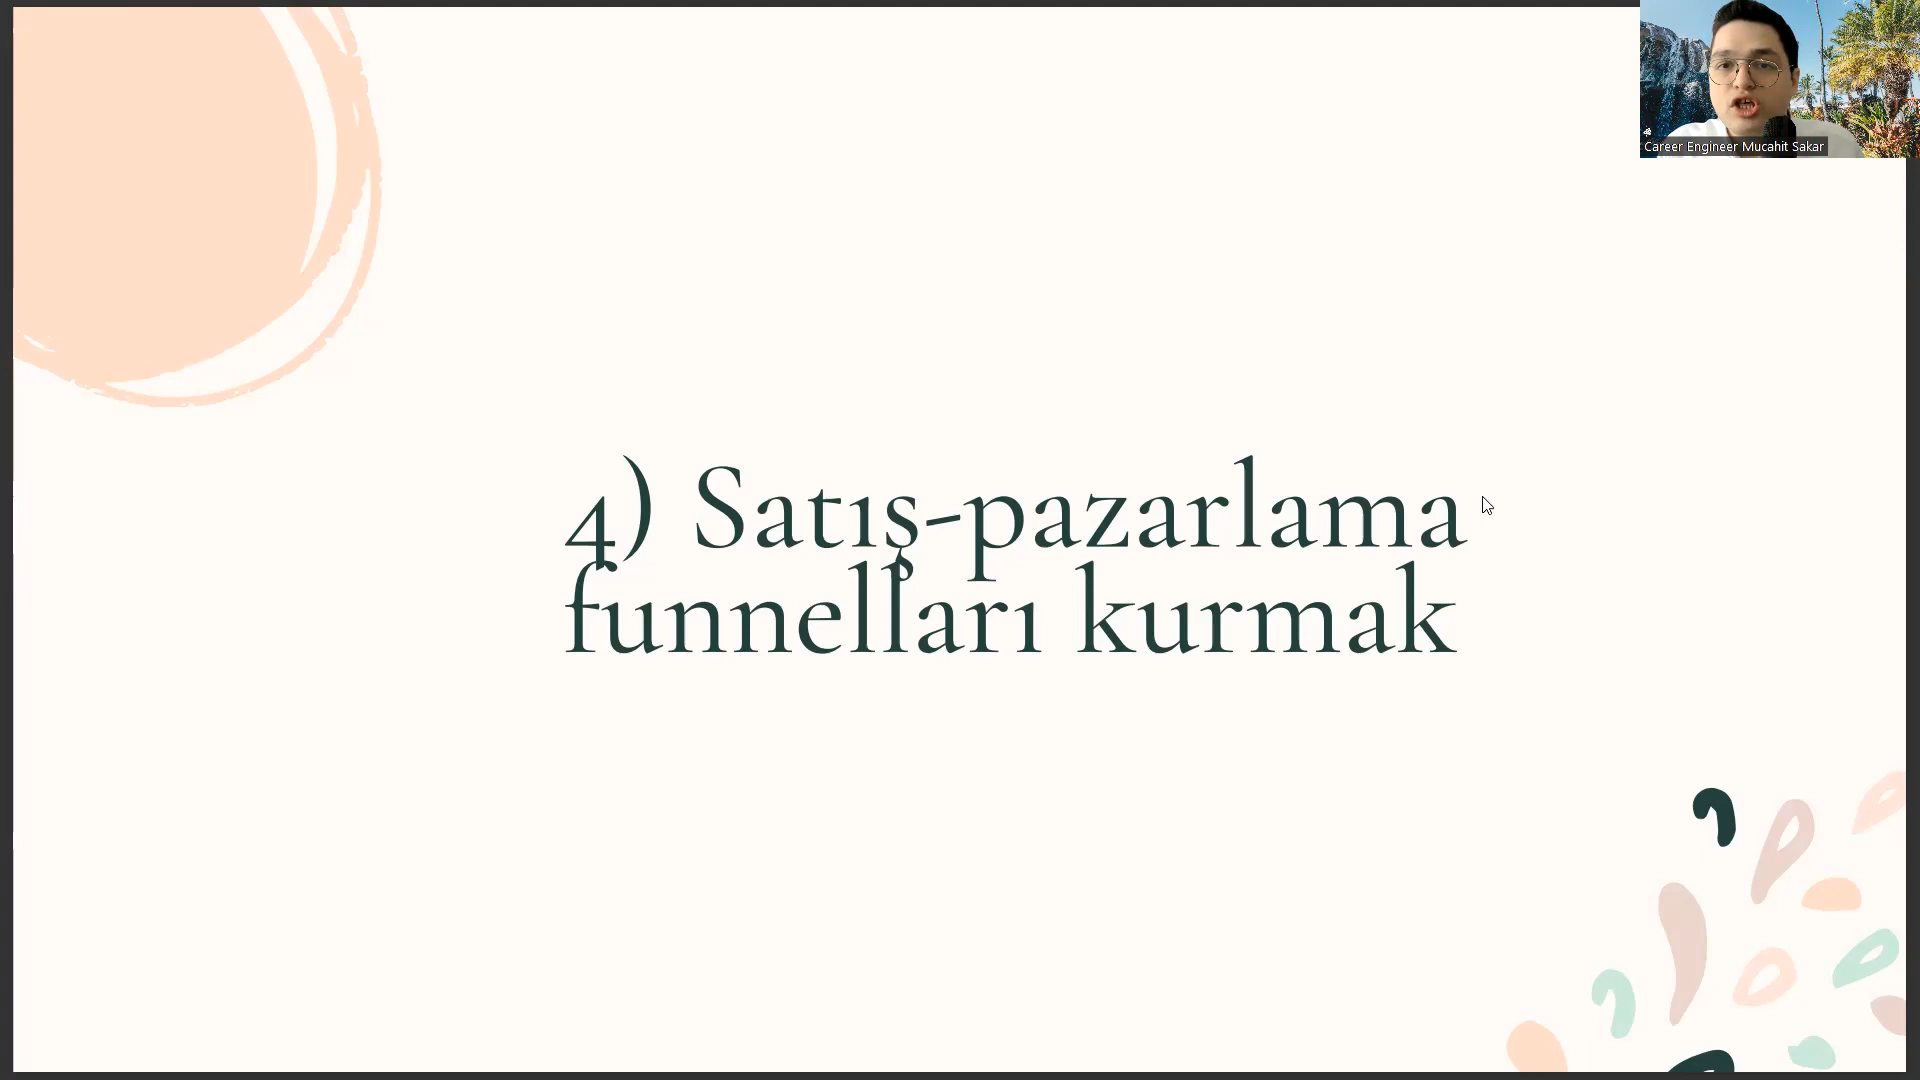 Career Engineer Mucahit Sakar
4) Satış-pazarlama
funnelları kurmak